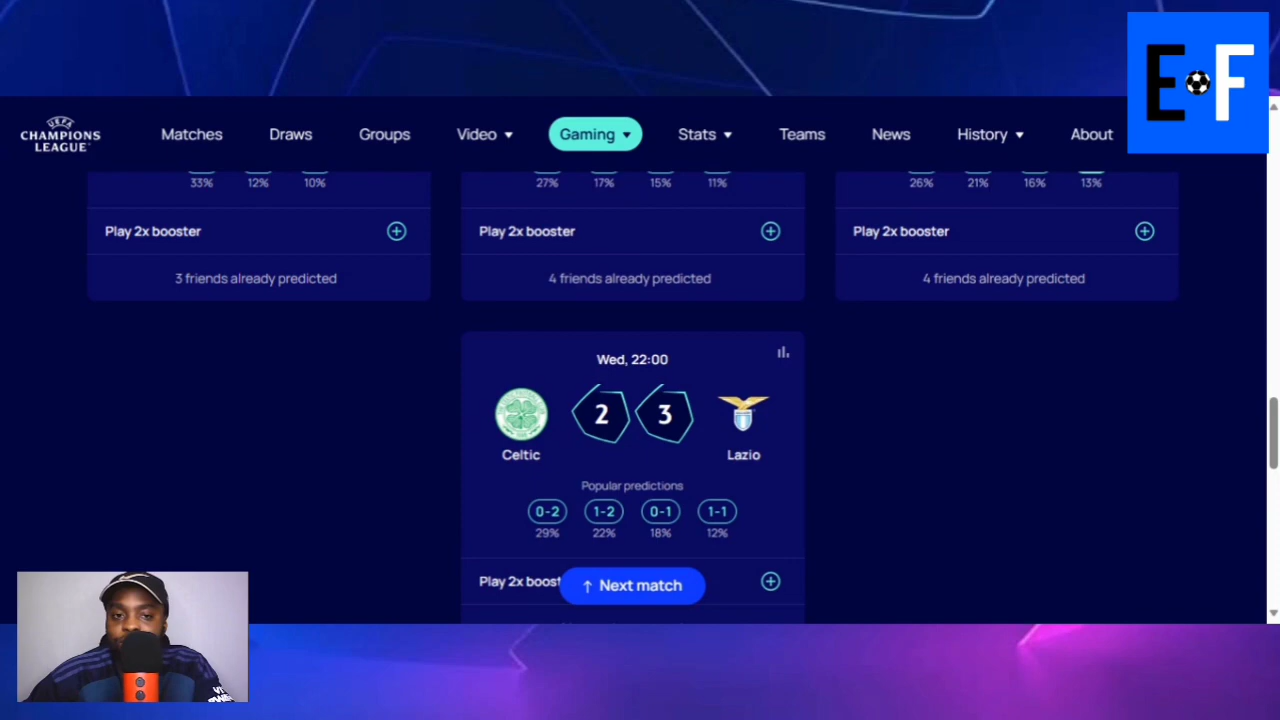 E F
UEFA
CHAMPIONS
LEAGUE
Matches Draws Groups Video Gaming Stats Teams News History About
33% 12% 10% 27% 17% 15% 11% 26% 21% 16% 13%
Play 2x booster Play 2x booster Play 2x booster
3 friends already predicted 4 friends already predicted 4 friends already predicted
Wed, 22:00
2 3
Celtic Lazio
Popular predictions
0-2 1-2 0-1 1-1
29% 22% 18% 12%
Play 2x boost ↑ Next match